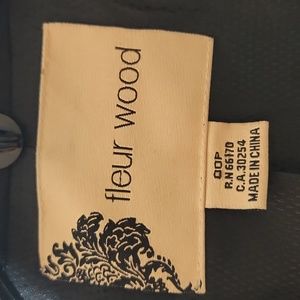 fleur wood
00P
R.N 66170
C.A. 30254
MADE IN CHINA